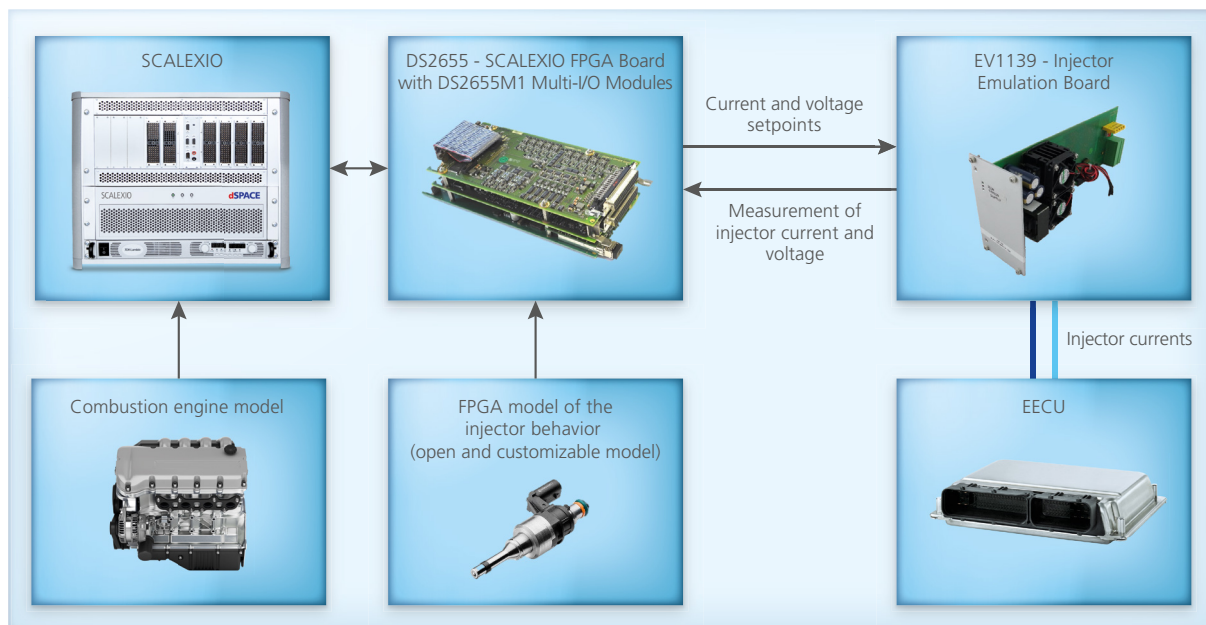 SCALEXIO
DS2655 - SCALEXIO FPGA Board
with DS2655M1 Multi-I/O Modules
EV1139 - Injector
Emulation Board
Current and voltage
setpoints
SCALEXIO
dSPACE
Measurement of
injector current and
voltage
Injector currents
Combustion engine model
FPGA model of the
injector behavior
(open and customizable model)
EECU